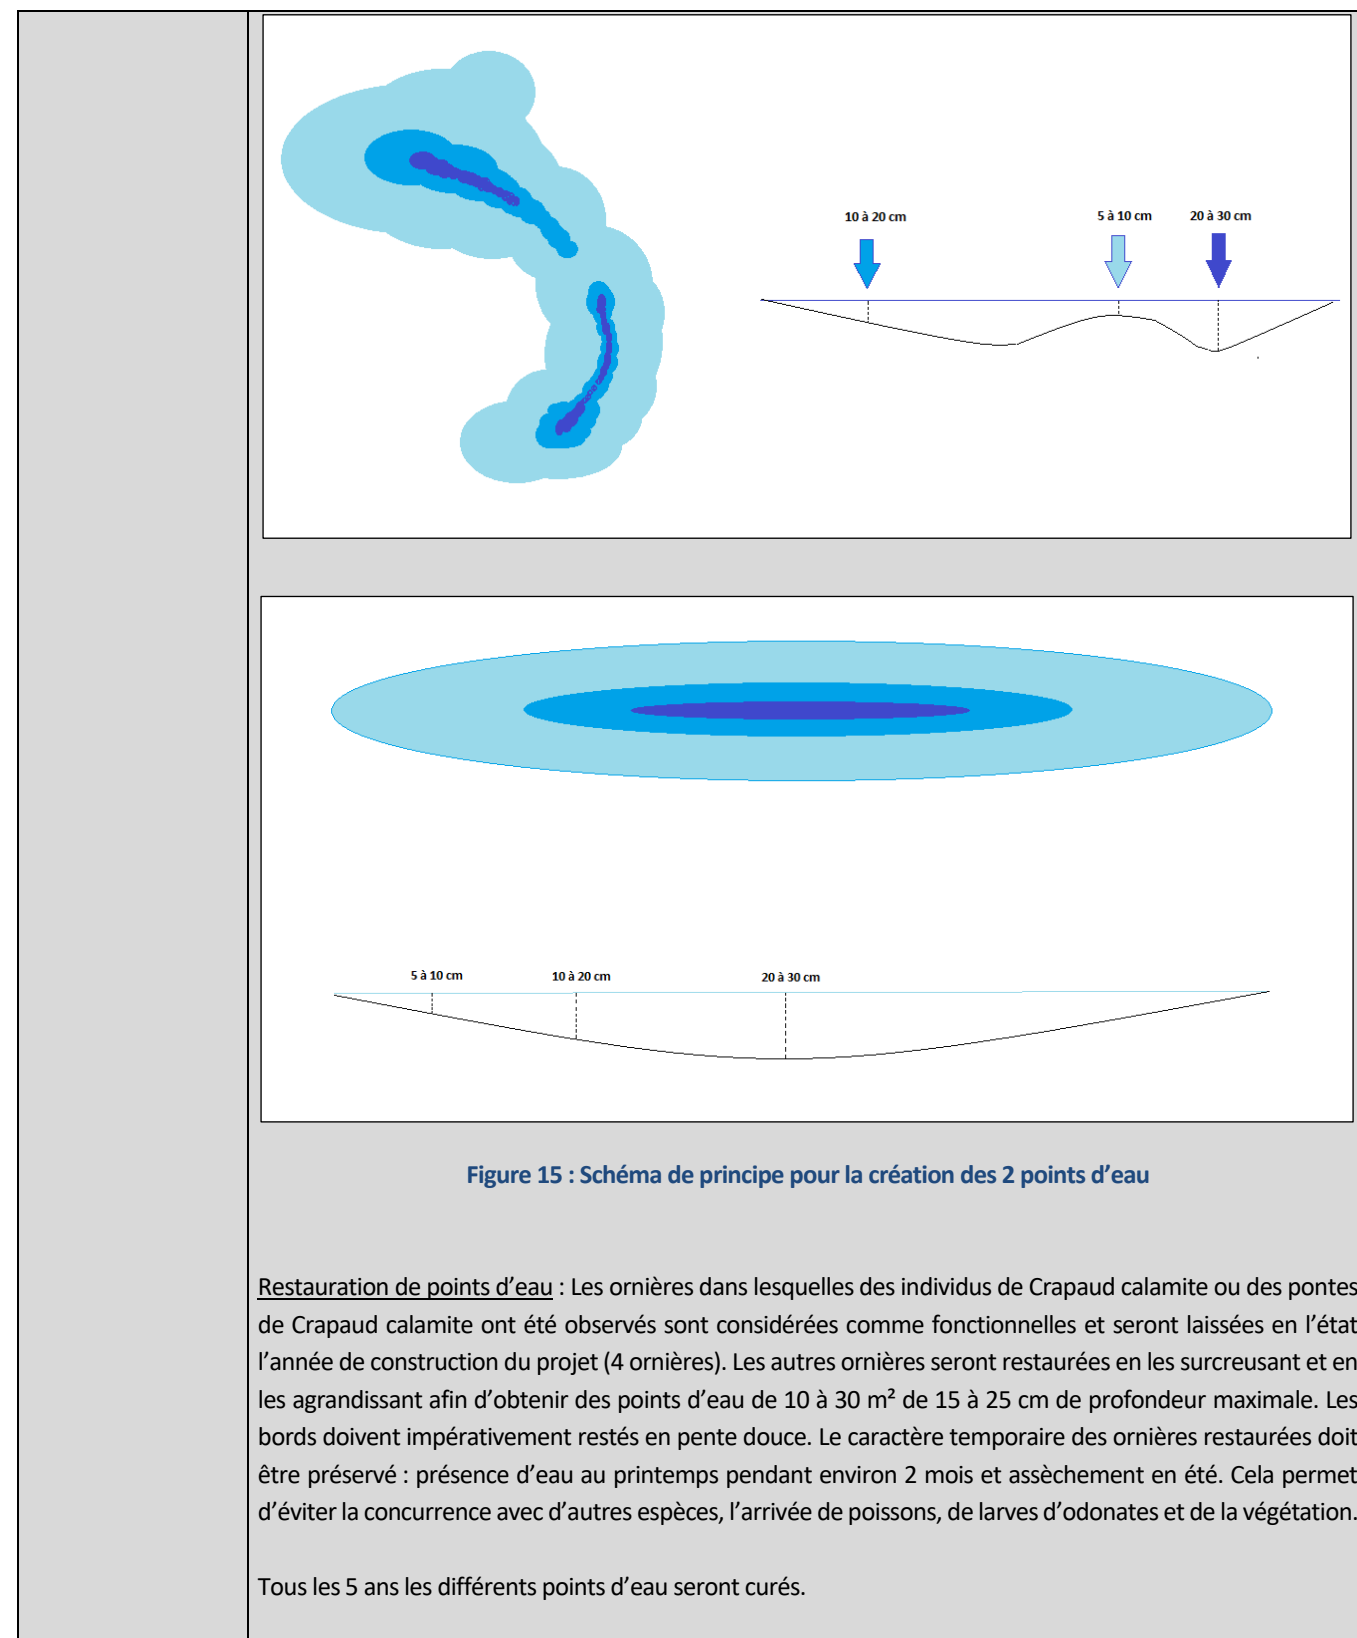 10 à 20 cm 5 à 10 cm 20 à 30 cm
5 à 10 cm 10 à 20 cm 20 à 30 cm
Figure 15 : Schéma de principe pour la création des 2 points d’eau
Restauration de points d’eau : Les ornières dans lesquelles des individus de Crapaud calamite ou des pontes
de Crapaud calamite ont été observés sont considérées comme fonctionnelles et seront laissées en l’état
l’année de construction du projet (4 ornières). Les autres ornières seront restaurées en les surcreusant et en
les agrandissant afin d’obtenir des points d’eau de 10 à 30 m² de 15 à 25 cm de profondeur maximale. Les
bords doivent impérativement restés en pente douce. Le caractère temporaire des ornières restaurées doit
être préservé : présence d’eau au printemps pendant environ 2 mois et assèchement en été. Cela permet
d’éviter la concurrence avec d’autres espèces, l’arrivée de poissons, de larves d’odonates et de la végétation.
Tous les 5 ans les différents points d’eau seront curés.